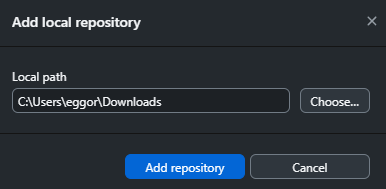 Add local repository
Local path
C:\Users\eggor\Downloads
Choose...
Add repository
Cancel